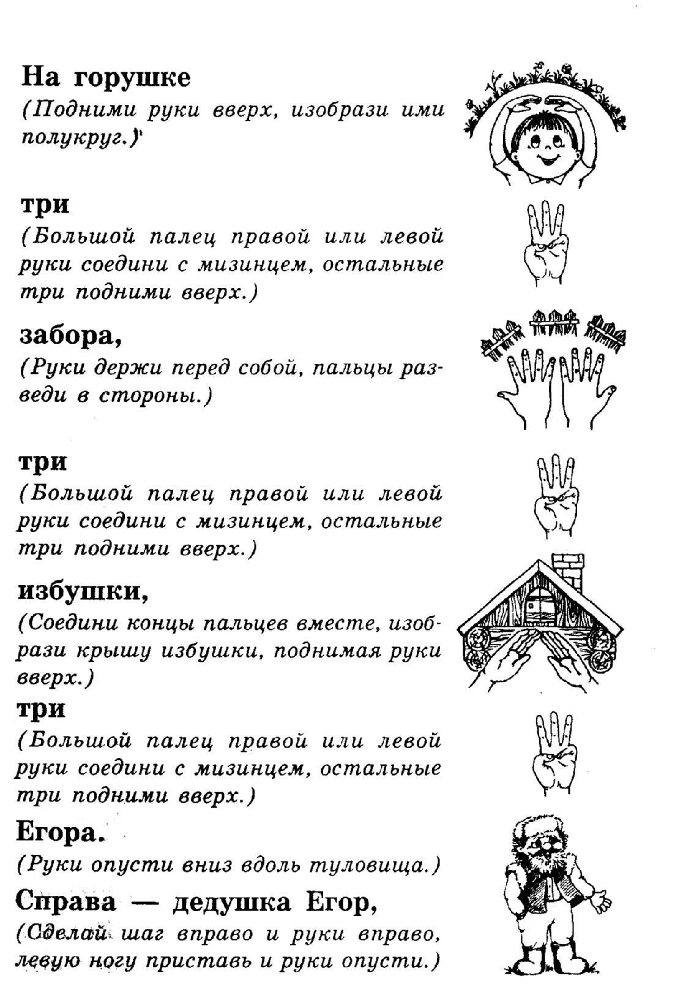 На горушке
(Подними руки вверх, изобрази ими
полукруг.)
три
(Большой палец правой или левой
руки соедини с мизинцем, остальные
три подними вверх.)
забора,
(Руки держи перед собой, пальцы раз-
веди в стороны.)
три
(Большой палец правой или левой
руки соедини с мизинцем, остальные
три подними вверх.)
избушки,
(Соедини концы пальцев вместе, изоб-
рази крышу избушки, поднимая руки
вверх.)
три
(Большой палец правой или левой
руки соедини с мизинцем, остальные
три подними вверх.)
Егора.
(Руки опусти вниз вдоль туловища.)
Справа — дедушка Егор,
(Сделай шаг вправо и руки вправо,
левую ногу приставь и руки опусти.)